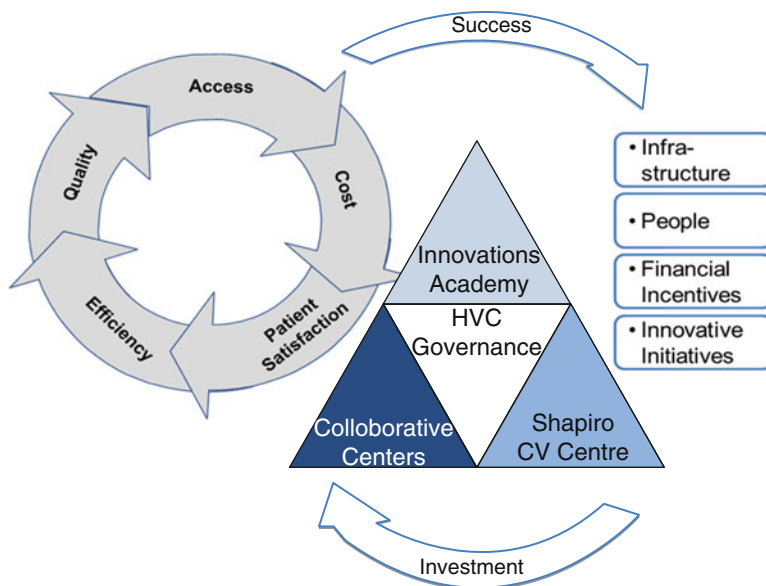 Success
Access
Cost
Patient
Satisfaction
Efficiency
Quality
• Infra-
structure
• People
• Financial
Incentives
• Innovative
Initiatives
Innovations
Academy
HVC
Governance
Colloborative
Centers
Shapiro
CV Centre
Investment